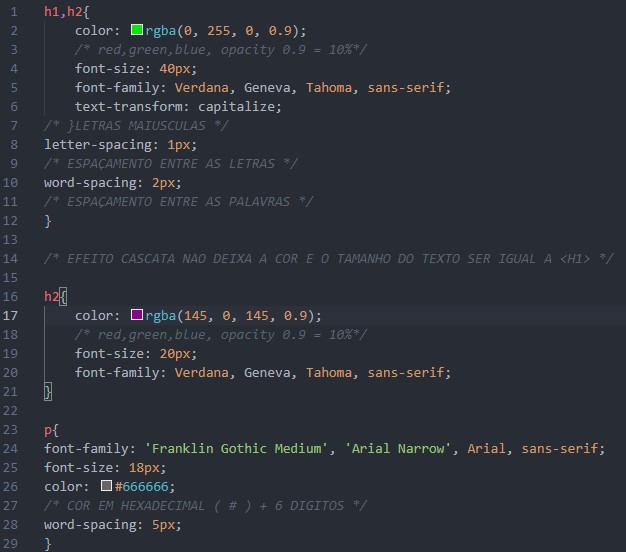 1 h1,h2{
2 color: rgba(0, 255, 0, 0.9);
3 /* red,green,blue, opacity 0.9 = 10%*/
4 font-size: 40px;
5 font-family: Verdana, Geneva, Tahoma, sans-serif;
6 text-transform: capitalize;
7 /* }LETRAS MAIUSCULAS */
8 letter-spacing: 1px;
9 /* ESPAÇAMENTO ENTRE AS LETRAS */
10 word-spacing: 2px;
11 /* ESPAÇAMENTO ENTRE AS PALAVRAS */
12 }
13
14 /* EFEITO CASCATA NAO DEIXA A COR E O TAMANHO DO TEXTO SER IGUAL A <H1> */
15
16 h2{
17 color: rgba(145, 0, 145, 0.9);
18 /* red,green,blue, opacity 0.9 = 10%*/
19 font-size: 20px;
20 font-family: Verdana, Geneva, Tahoma, sans-serif;
21 }
22
23 p{
24 font-family: 'Franklin Gothic Medium', 'Arial Narrow', Arial, sans-serif;
25 font-size: 18px;
26 color: #666666;
27 /* COR EM HEXADECIMAL ( # ) + 6 DIGITOS */
28 word-spacing: 5px;
29 }